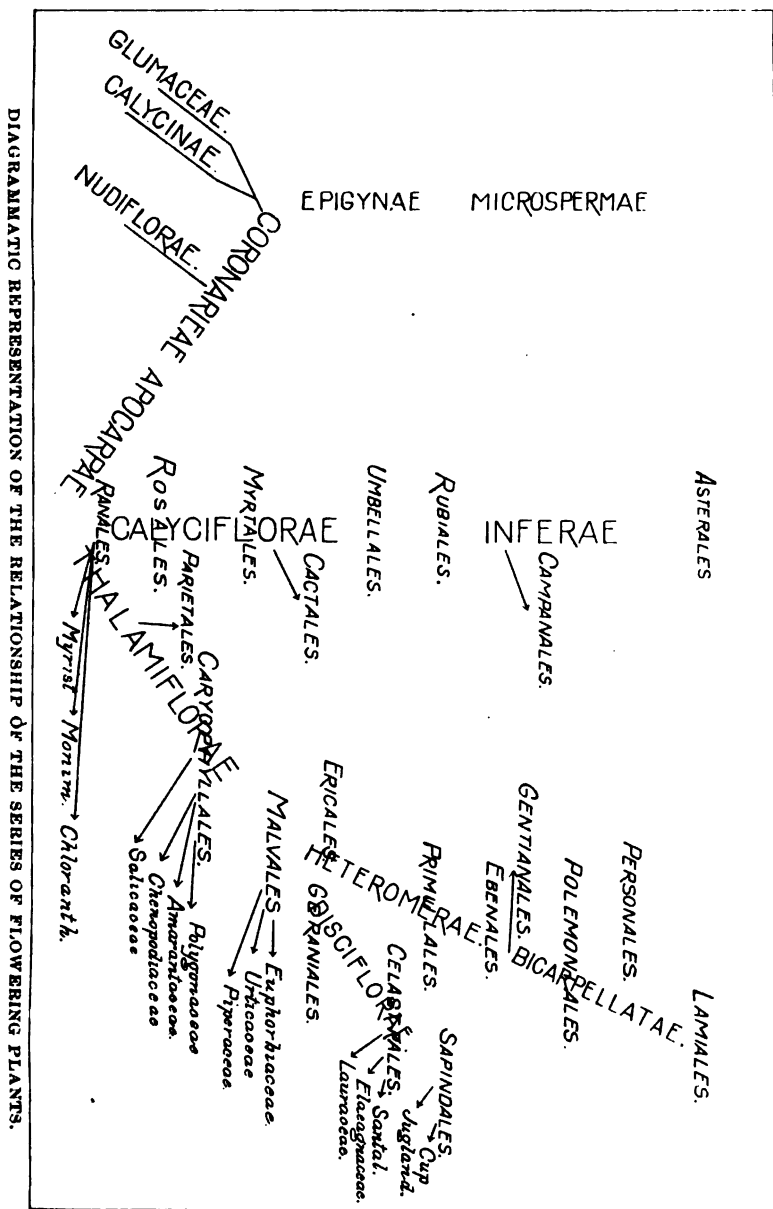 GLUMACEAE.
CALYCINAE.
NUDIFLORAE.
CORONARIEAE
EPIGYNAE
MICROSPERMAE
APOCARPAE
RANALES.
ROSALES.
CALYCIFLORAE
MYRTALES.
UMBELLALES.
RUBIALES.
INFERAE
ASTERALES
PARIETALES.
CACTALES.
CAMPANALES.
THALAMIFLORAE
CARYOPHYLLALES.
Myrist
Monim.
Chloranth.
Salicaceae
Chenopodiaceae
Amarantaceae.
Polygonaceae
MALVALES
Euphorbiaceae
Urticaceae
Piperaceae.
ERICALES.
HETEROMERAE.
PRIMULALES.
EBENALES.
GENTIANALES.
POLEMONIALES.
PERSONALES.
BICARPELLATAE.
LAMIALES.
GERANIALES.
DISCIFLORAE
CELASTRALES.
Santal.
Elaeagnaceae.
Lauraceae.
SAPINDALES.
Cup
Jugland.
DIAGRAMMATIC REPRESENTATION OF THE RELATIONSHIP OF THE SERIES OF FLOWERING PLANTS.